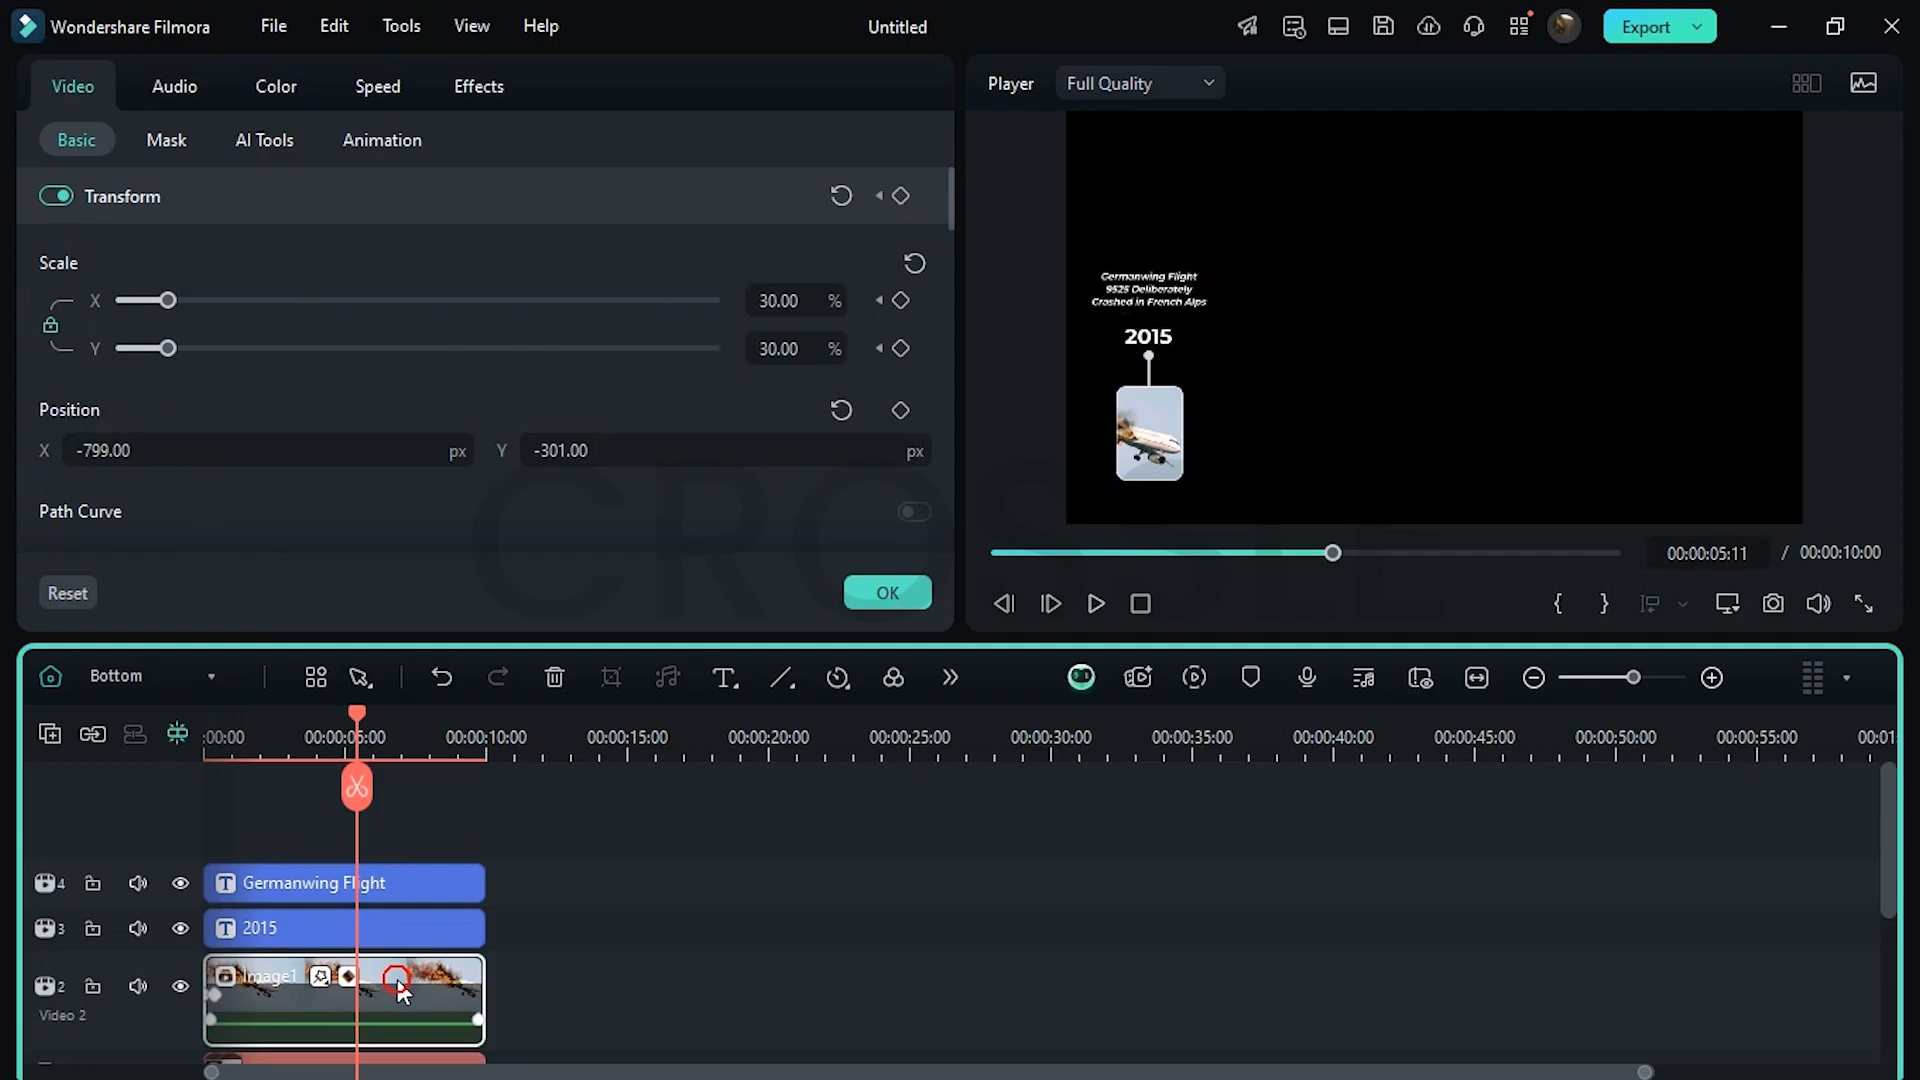 Wondershare Filmora File Edit Tools View Help Untitled Export
Video Audio Color Speed Effects
Player Full Quality
Basic Mask AI Tools Animation
Transform
Scale
X 30.00 %
Y 30.00 %
Position
X -799.00 px Y -301.00 px
Path Curve
Reset OK
Germanwing Flight
9525 Deliberately
Crashed in French Alps
2015
00:00:05:11 / 00:00:10:00
Bottom
:00:00 00:00:05:00 00:00:10:00 00:00:15:00 00:00:20:00 00:00:25:00 00:00:30:00 00:00:35:00 00:00:40:00 00:00:45:00 00:00:50:00 00:00:55:00 00:01:
4 Germanwing Flight
3 2015
2 Image1
Video 2